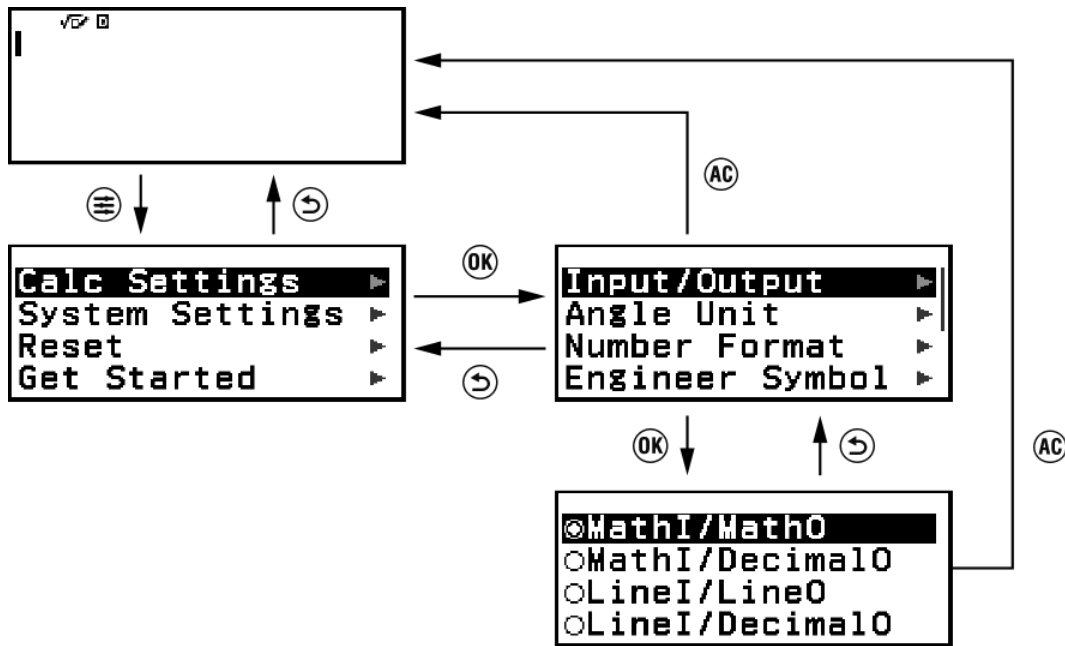 √ D
AC
Calc Settings
System Settings
Reset
Get Started
OK
Input/Output
Angle Unit
Number Format
Engineer Symbol
OK
AC
MathI/MathO
MathI/DecimalO
LineI/LineO
LineI/DecimalO